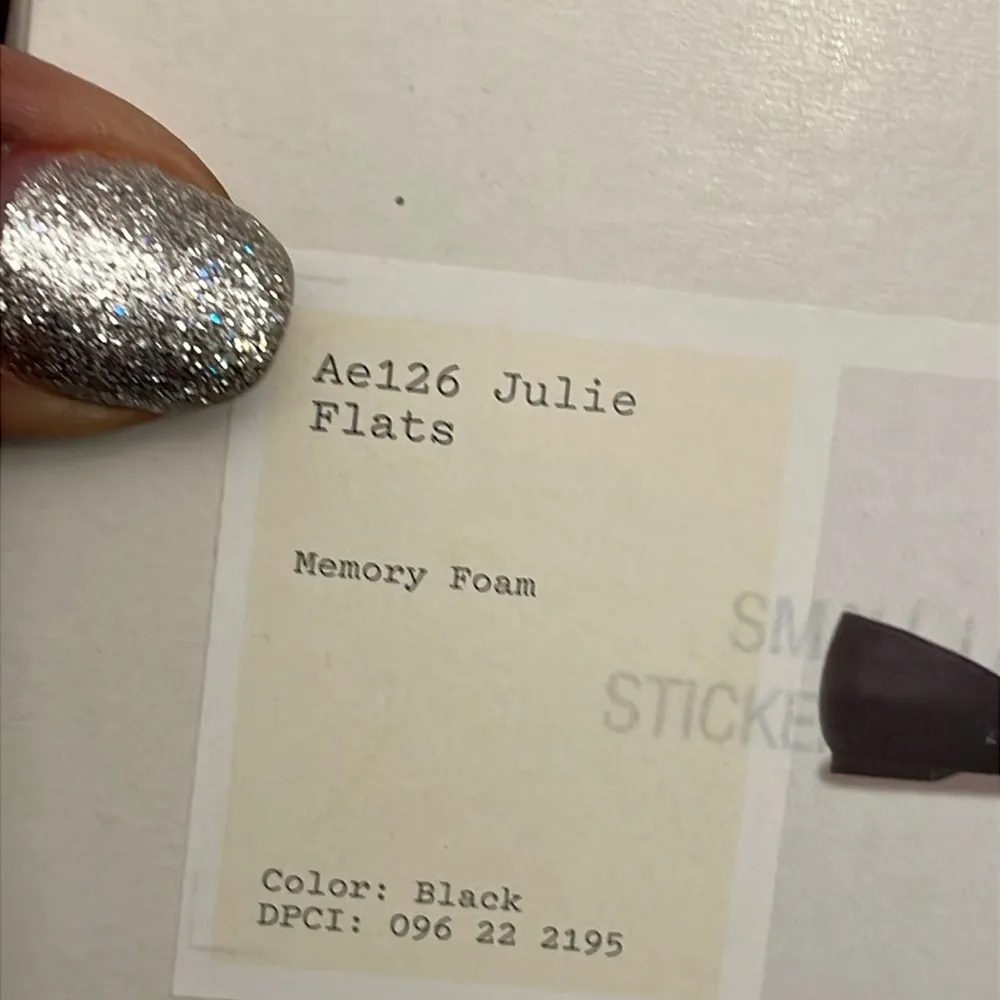 Ae126 Julie
Flats
Memory Foam
Color: Black
DPCI: 096 22 2195